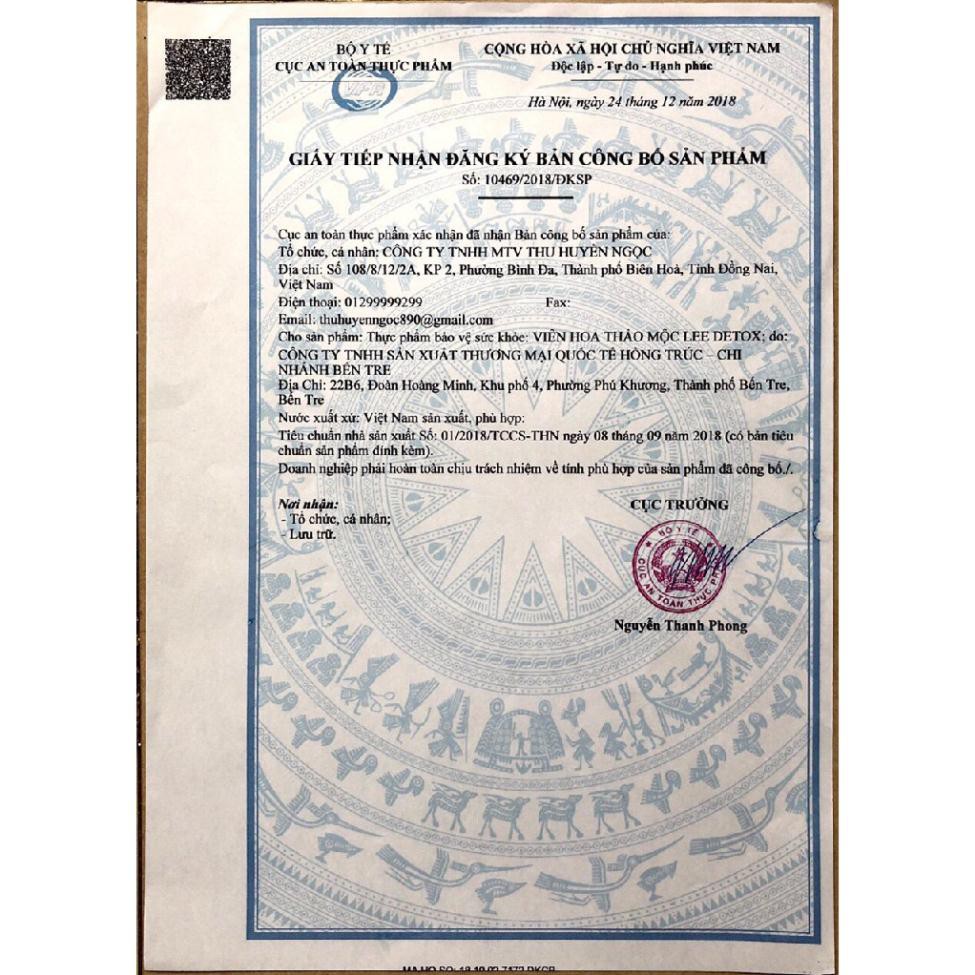 BỘ Y TẾ
CỤC AN TOÀN THỰC PHẨM
VFA
CỘNG HÒA XÃ HỘI CHỦ NGHĨA VIỆT NAM
Độc lập - Tự do - Hạnh phúc
Hà Nội, ngày 24 tháng 12 năm 2018
GIẤY TIẾP NHẬN ĐĂNG KÝ BẢN CÔNG BỐ SẢN PHẨM
Số: 10469/2018/ĐKSP
Cục an toàn thực phẩm xác nhận đã nhận Bản công bố sản phẩm của:
Tổ chức, cá nhân: CÔNG TY TNHH MTV THU HUYỀN NGỌC
Địa chỉ: Số 108/8/12/2A, KP 2, Phường Bình Đa, Thành phố Biên Hoà, Tỉnh Đồng Nai,
Việt Nam
Điện thoại: 01299999299 Fax:
Email: thuhuyenngoc890@gmail.com
Cho sản phẩm: Thực phẩm bảo vệ sức khỏe: VIÊN HOA THẢO MỘC LEE DETOX; do:
CÔNG TY TNHH SẢN XUẤT THƯƠNG MẠI QUỐC TẾ HỒNG TRÚC – CHI
NHÁNH BẾN TRE
Địa Chỉ: 22B6, Đoàn Hoàng Minh, Khu phố 4, Phường Phú Khương, Thành phố Bến Tre,
Bến Tre
Nước xuất xứ: Việt Nam sản xuất, phù hợp:
Tiêu chuẩn nhà sản xuất Số: 01/2018/TCCS-THN ngày 08 tháng 09 năm 2018 (có bản tiêu
chuẩn sản phẩm đính kèm).
Doanh nghiệp phải hoàn toàn chịu trách nhiệm về tính phù hợp của sản phẩm đã công bố./.
Nơi nhận:
- Tổ chức, cá nhân;
- Lưu trữ.
CỤC TRƯỞNG
BỘ Y TẾ
CỤC AN TOÀN THỰC PHẨM
Nguyễn Thanh Phong